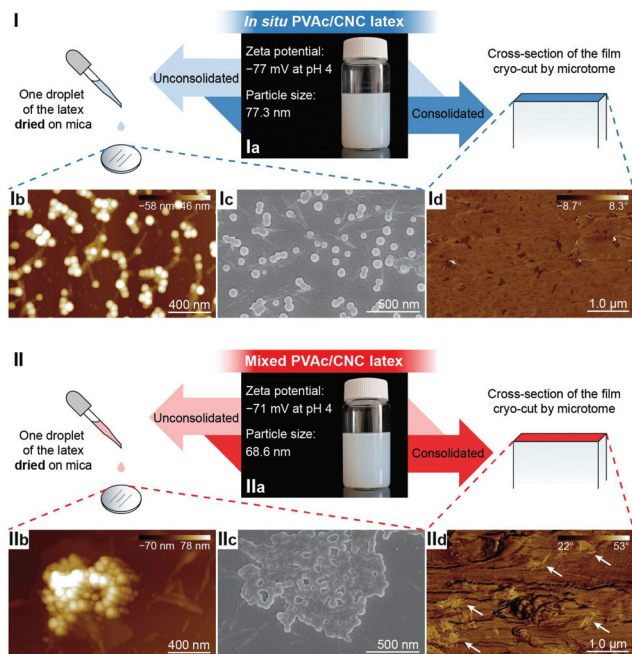 I
In situ PVAc/CNC latex
Zeta potential:
−77 mV at pH 4
Particle size:
77.3 nm
Ia
Unconsolidated
Consolidated
One droplet
of the latex
dried on mica
Cross-section of the film
cryo-cut by microtome
Ib
−58 nm 46 nm
400 nm
Ic
500 nm
Id
−8.7° 8.3°
1.0 µm
II
Mixed PVAc/CNC latex
Zeta potential:
−71 mV at pH 4
Particle size:
68.6 nm
IIa
Unconsolidated
Consolidated
One droplet
of the latex
dried on mica
Cross-section of the film
cryo-cut by microtome
IIb
−70 nm 78 nm
400 nm
IIc
500 nm
IId
22° 53°
1.0 µm